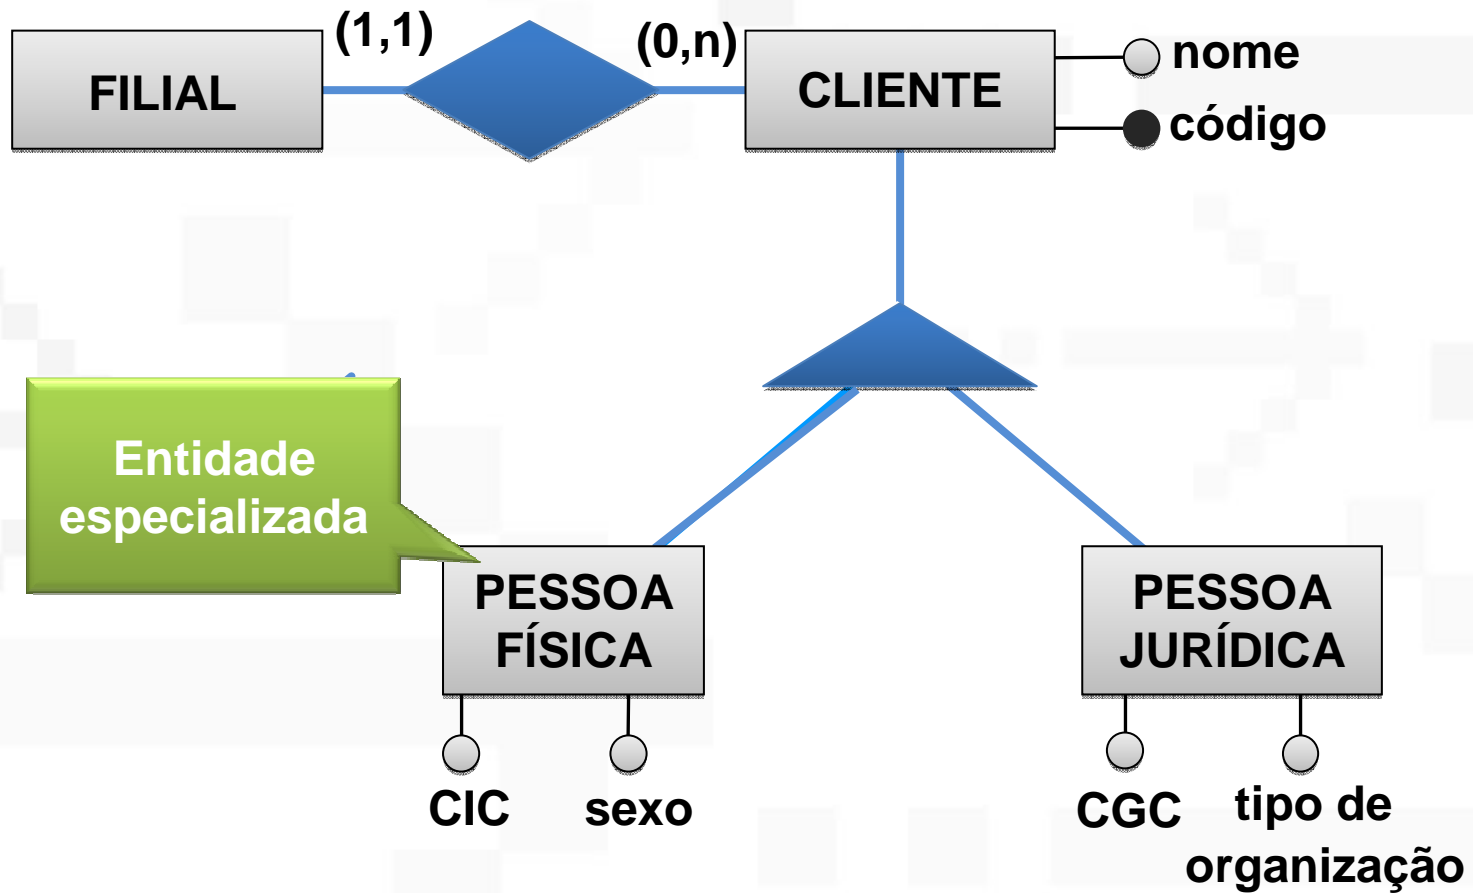 FILIAL
(1,1)
(0,n)
CLIENTE
nome
código
Entidade
especializada
PESSOA
FÍSICA
CIC
sexo
PESSOA
JURÍDICA
CGC
tipo de
organização